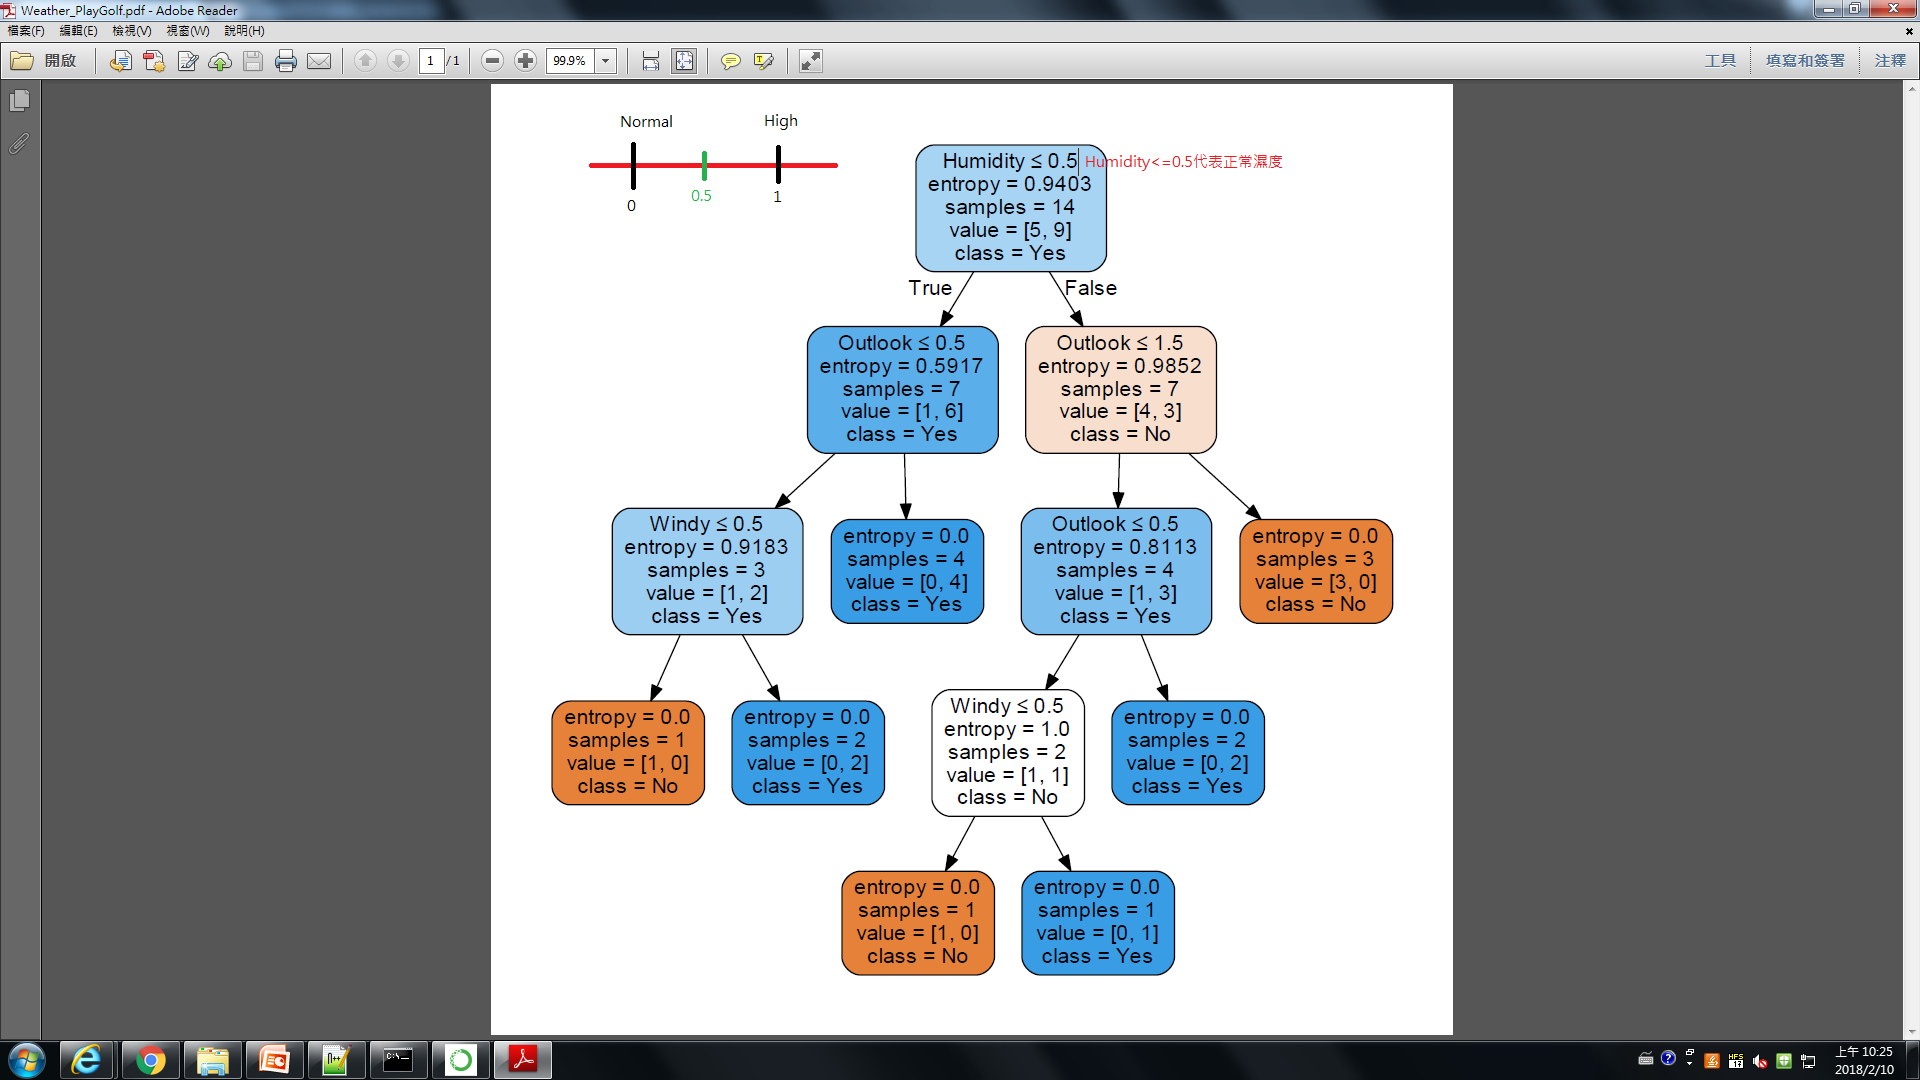 Weather_PlayGolf.pdf - Adobe Reader
檔案(F) 編輯(E) 檢視(V) 視窗(W) 說明(H)
開啟 1 / 1 99.9% 工具 填寫和簽署 注釋
Normal High
0 0.5 1
Humidity ≤ 0.5
entropy = 0.9403
samples = 14
value = [5, 9]
class = Yes
Humidity<=0.5代表正常濕度
True False
Outlook ≤ 0.5
entropy = 0.5917
samples = 7
value = [1, 6]
class = Yes
Outlook ≤ 1.5
entropy = 0.9852
samples = 7
value = [4, 3]
class = No
Windy ≤ 0.5
entropy = 0.9183
samples = 3
value = [1, 2]
class = Yes
entropy = 0.0
samples = 4
value = [0, 4]
class = Yes
Outlook ≤ 0.5
entropy = 0.8113
samples = 4
value = [1, 3]
class = Yes
entropy = 0.0
samples = 3
value = [3, 0]
class = No
entropy = 0.0
samples = 1
value = [1, 0]
class = No
entropy = 0.0
samples = 2
value = [0, 2]
class = Yes
Windy ≤ 0.5
entropy = 1.0
samples = 2
value = [1, 1]
class = No
entropy = 0.0
samples = 2
value = [0, 2]
class = Yes
entropy = 0.0
samples = 1
value = [1, 0]
class = No
entropy = 0.0
samples = 1
value = [0, 1]
class = Yes
上午 10:25
2018/2/10